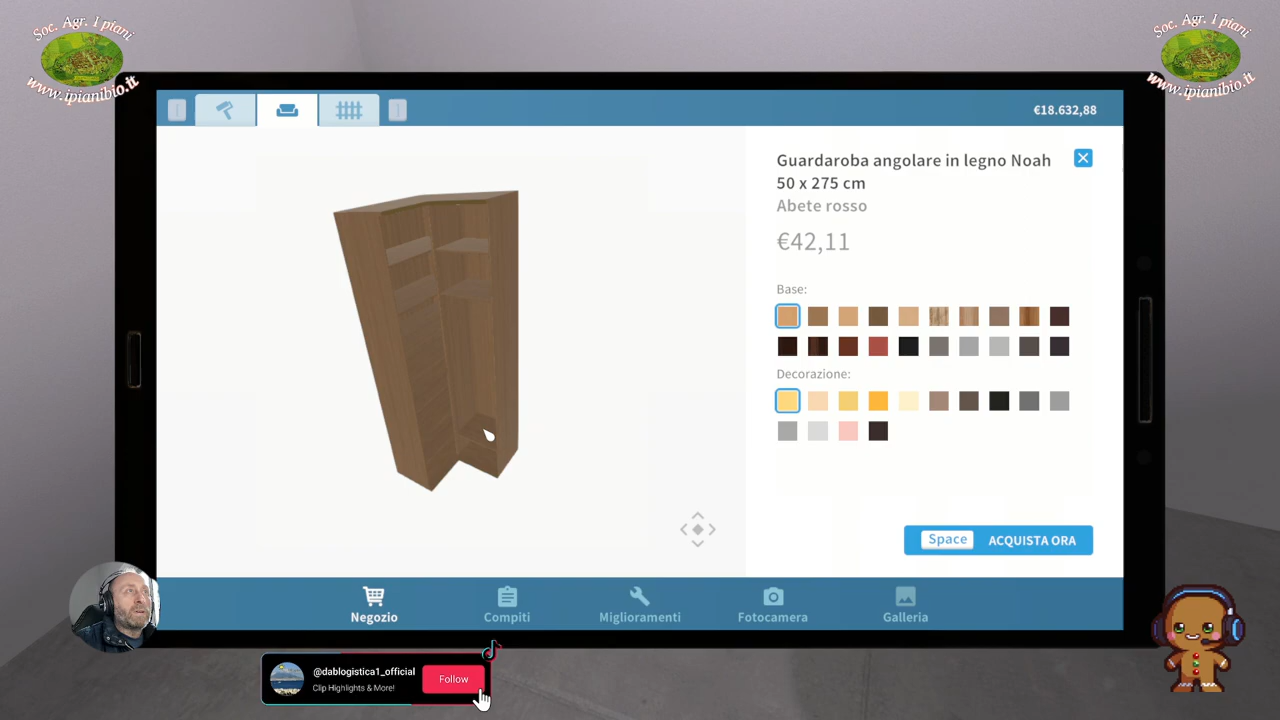 Soc. Agr. I piani
www.ipianibio.it
Soc. Agr. I piani
www.ipianibio.it
€18.632,88
Guardaroba angolare in legno Noah
50 x 275 cm
Abete rosso
€42,11
Base:
Decorazione:
Space ACQUISTA ORA
Negozio
Compiti
Miglioramenti
Fotocamera
Galleria
@dablogistica1_official
Clip Highlights & More!
Follow